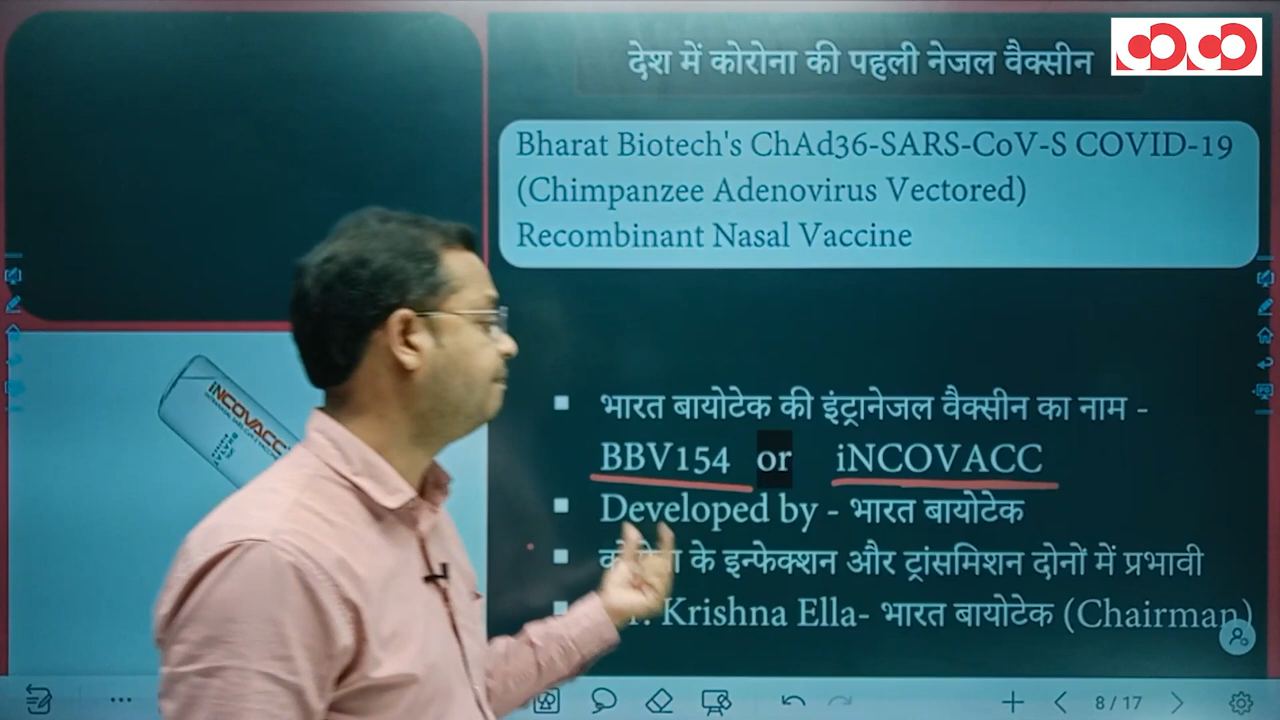 देश में कोरोना की पहली नेजल वैक्सीन
Bharat Biotech's ChAd36-SARS-CoV-S COVID-19
(Chimpanzee Adenovirus Vectored)
Recombinant Nasal Vaccine
iNCOVACC
भारत बायोटेक की इंट्रानेजल वैक्सीन का नाम -
BBV154 or iNCOVACC
Developed by - भारत बायोटेक
के इन्फेक्शन और ट्रांसमिशन दोनों में प्रभावी
Krishna Ella- भारत बायोटेक (Chairman)
8 / 17